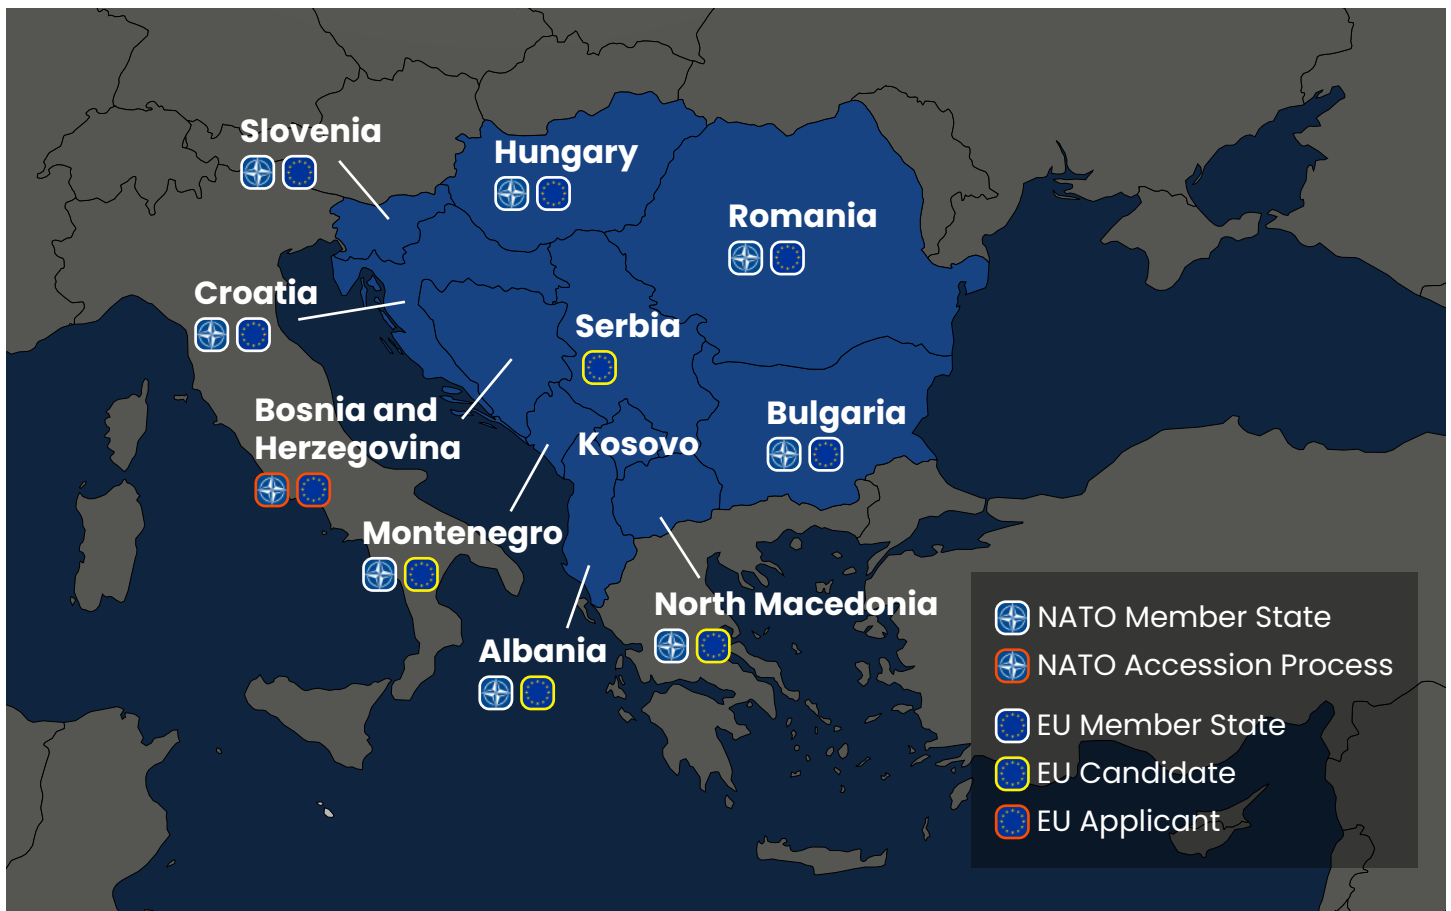 Slovenia
Hungary
Romania
Croatia
Serbia
Bosnia and
Herzegovina
Bulgaria
Kosovo
Montenegro
North Macedonia
Albania
NATO Member State
NATO Accession Process
EU Member State
EU Candidate
EU Applicant